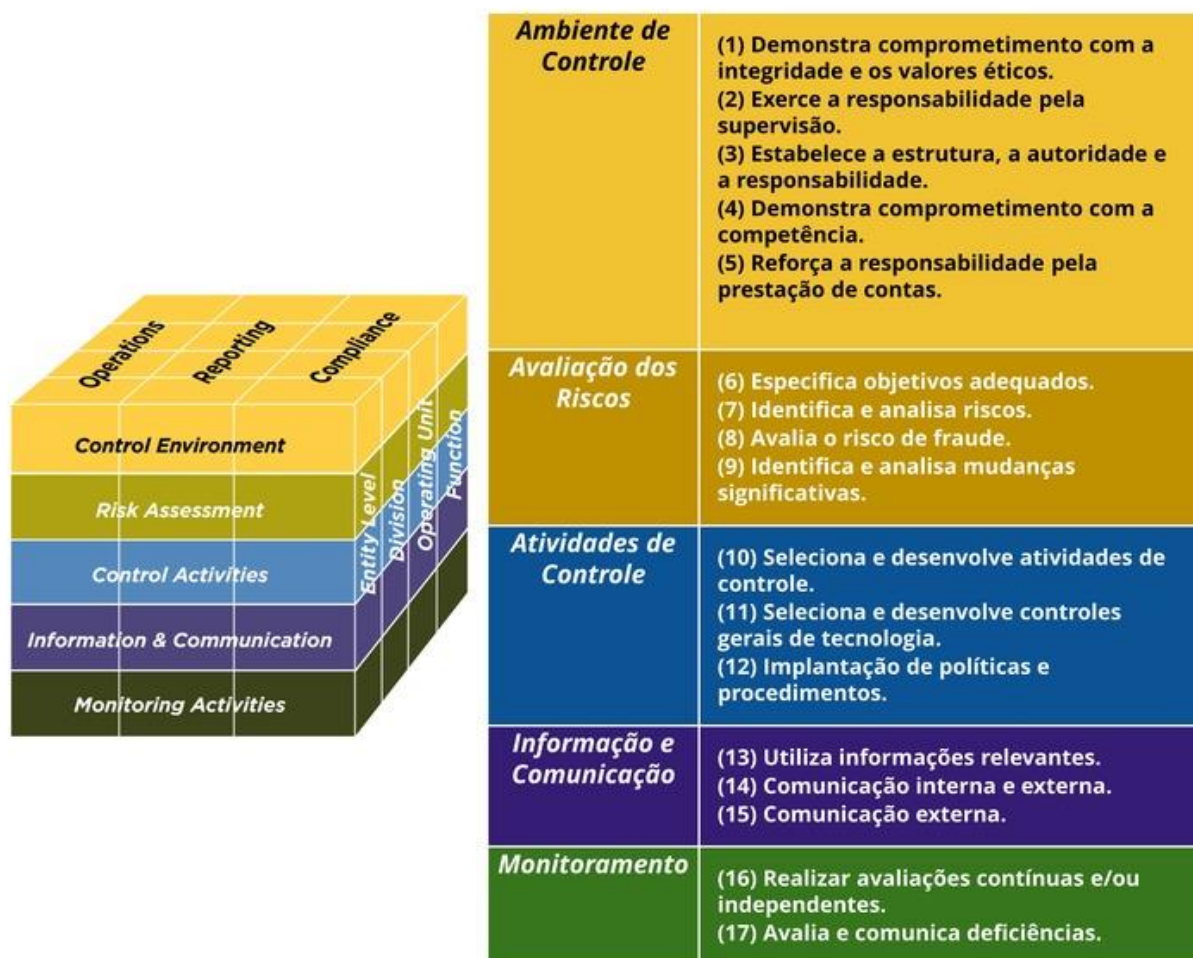 Operations
Reporting
Compliance
Control Environment
Risk Assessment
Control Activities
Information & Communication
Monitoring Activities
Entity Level
Division
Operating Unit
Function
Ambiente de
Controle
(1) Demonstra comprometimento com a
integridade e os valores éticos.
(2) Exerce a responsabilidade pela
supervisão.
(3) Estabelece a estrutura, a autoridade e
a responsabilidade.
(4) Demonstra comprometimento com a
competência.
(5) Reforça a responsabilidade pela
prestação de contas.
Avaliação dos
Riscos
(6) Especifica objetivos adequados.
(7) Identifica e analisa riscos.
(8) Avalia o risco de fraude.
(9) Identifica e analisa mudanças
significativas.
Atividades de
Controle
(10) Seleciona e desenvolve atividades de
controle.
(11) Seleciona e desenvolve controles
gerais de tecnologia.
(12) Implantação de políticas e
procedimentos.
Informação e
Comunicação
(13) Utiliza informações relevantes.
(14) Comunicação interna e externa.
(15) Comunicação externa.
Monitoramento
(16) Realizar avaliações contínuas e/ou
independentes.
(17) Avalia e comunica deficiências.